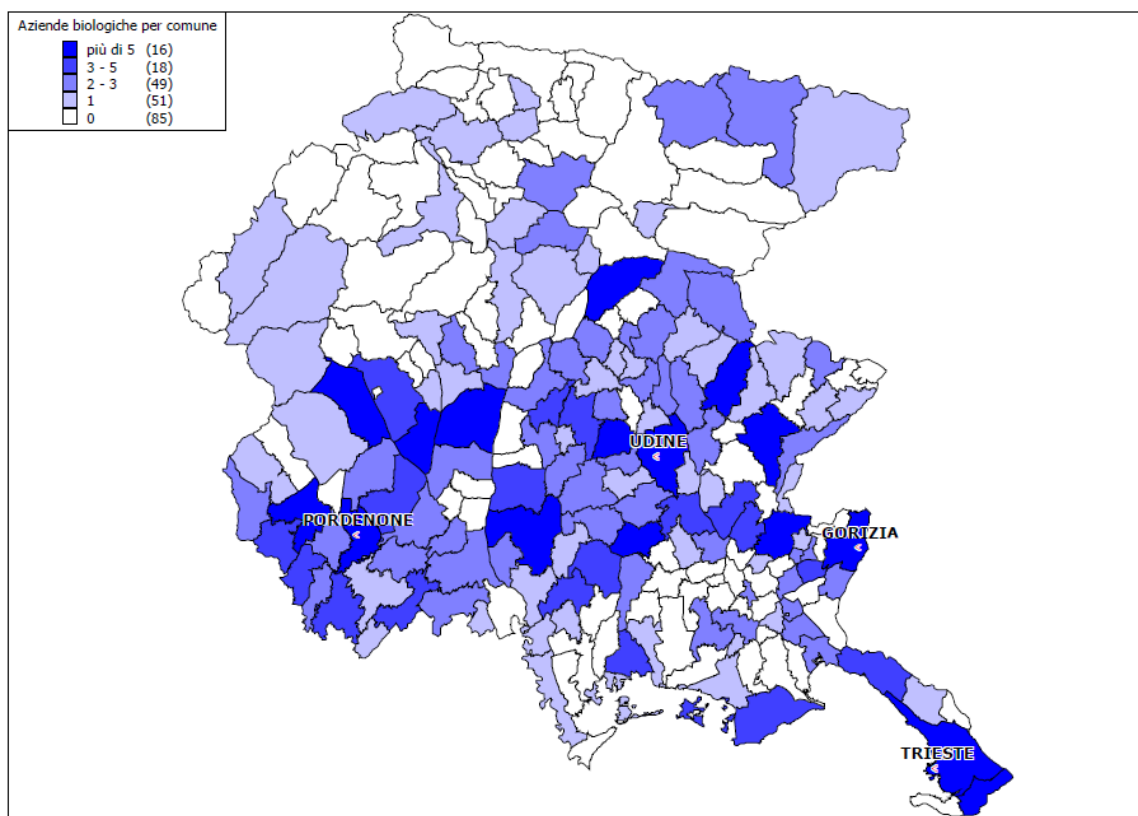 Aziende biologiche per comune
più di 5 (16)
3 - 5 (18)
2 - 3 (49)
1 (51)
0 (85)
UDINE
PORDENONE
GORIZIA
TRIESTE